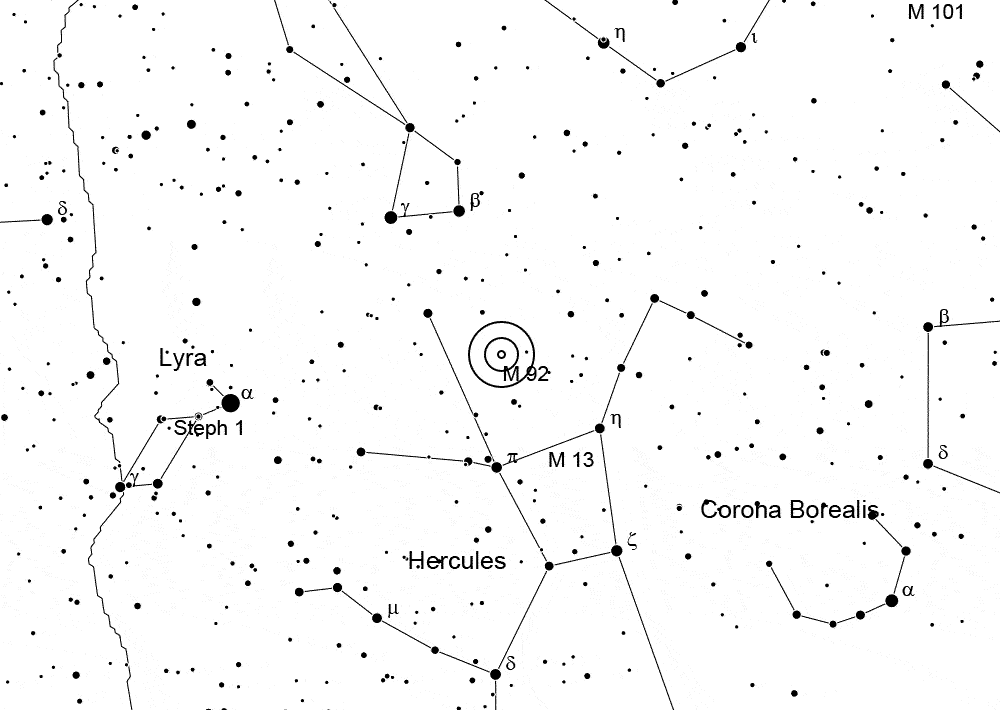 M 101
η
ι
γ
β
δ
β
Lyra
α
M 92
Steph 1
η
π
M 13
δ
γ
Corona Borealis
ζ
Hercules
α
μ
δ